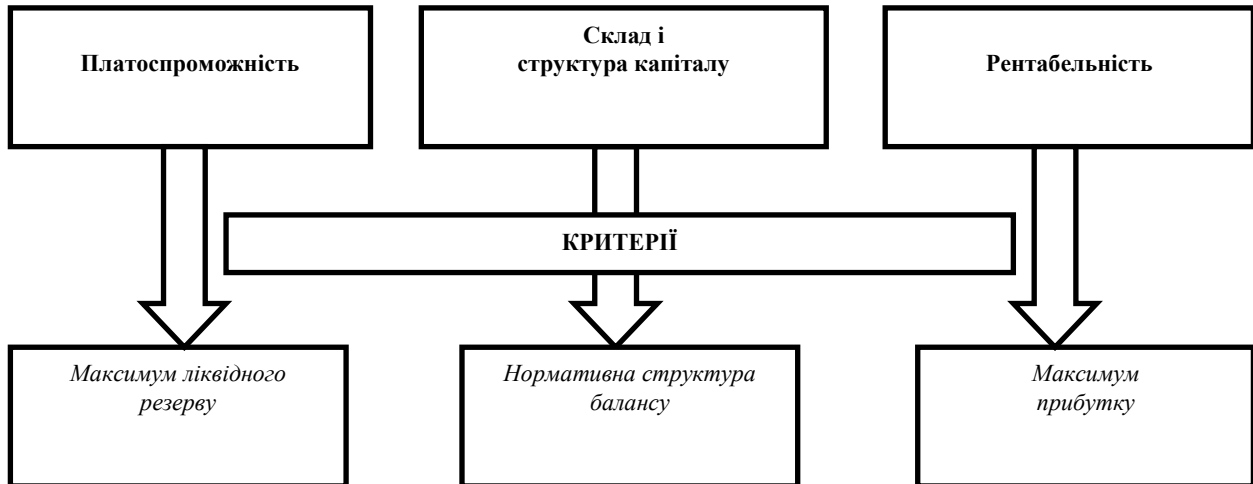 Платоспроможність
Склад і
структура капіталу
Рентабельність
КРИТЕРІЇ
Максимум ліквідного
резерву
Нормативна структура
балансу
Максимум
прибутку